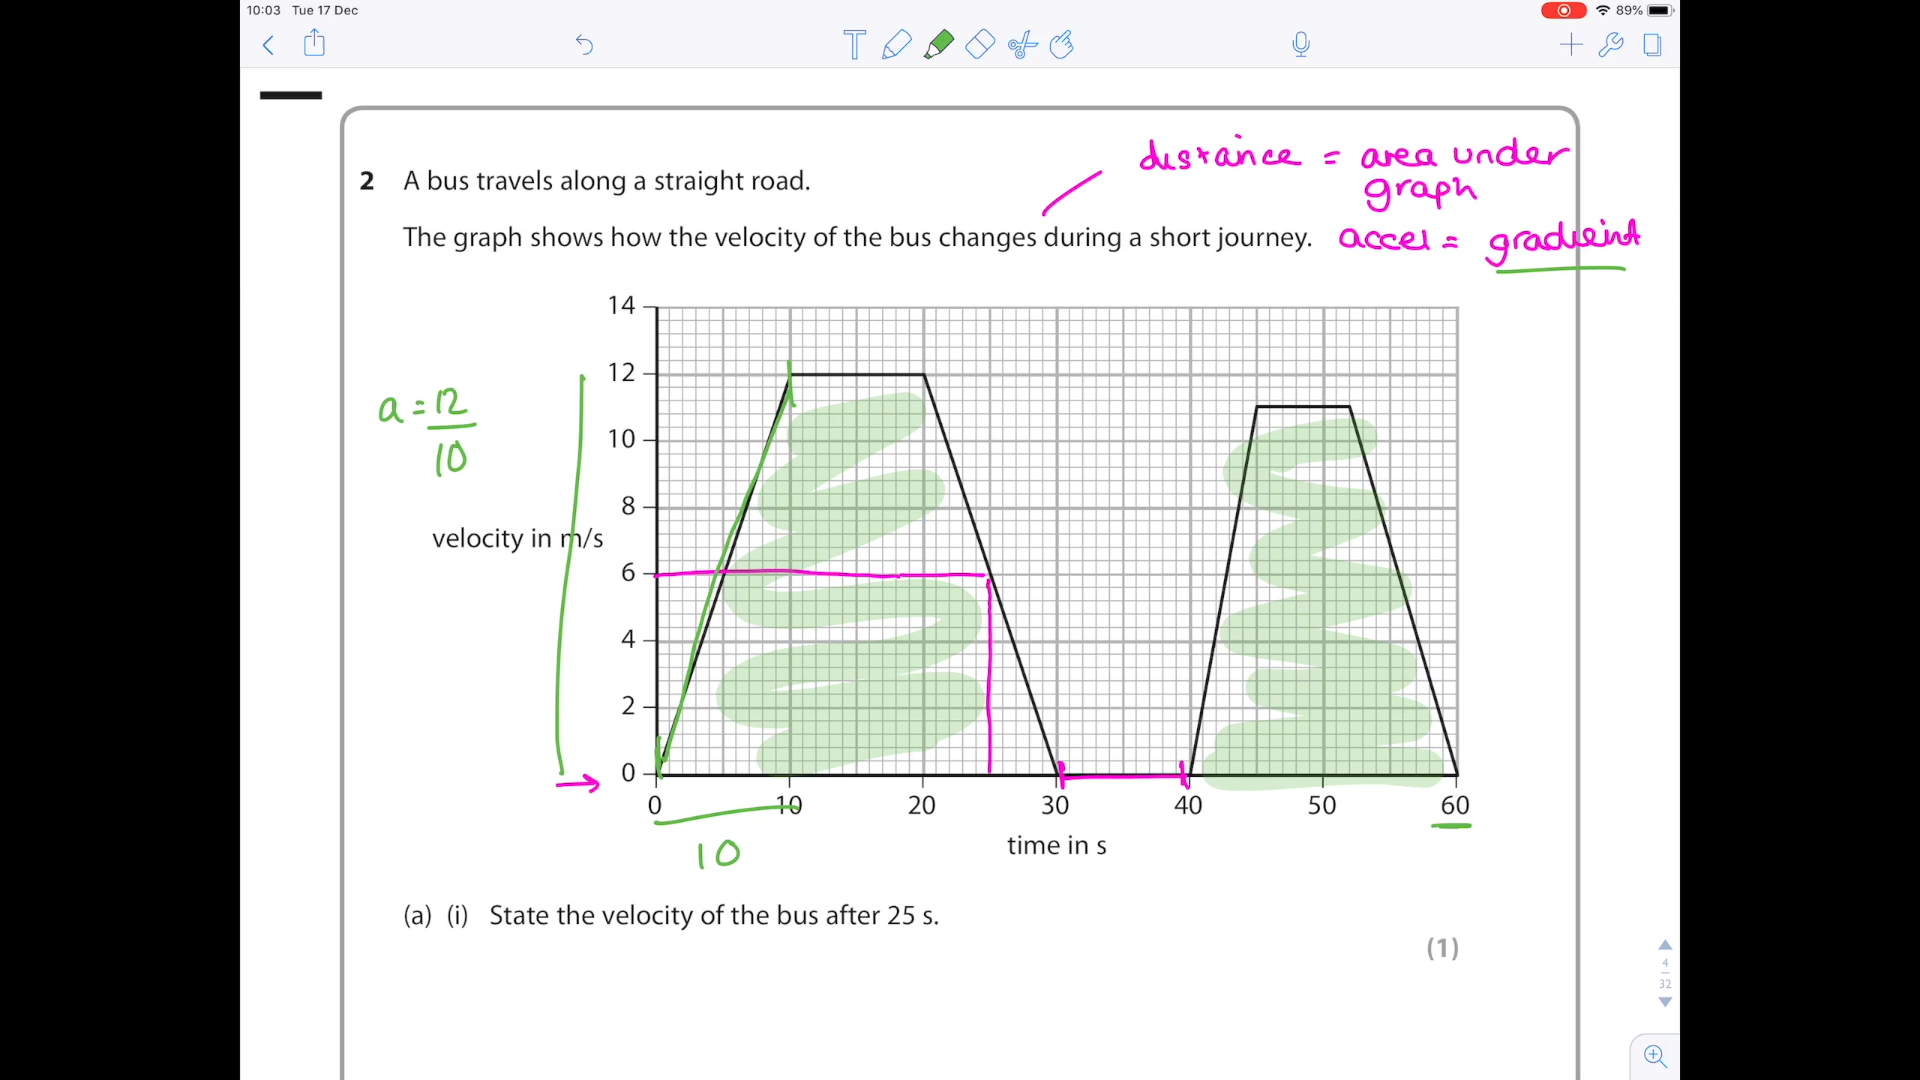 10:03 Tue 17 Dec
89%
distance = area under
graph
2 A bus travels along a straight road.
The graph shows how the velocity of the bus changes during a short journey.
accel = gradient
14
12
10
8
6
4
2
0
a = 12
10
velocity in m/s
0 10 20 30 40 50 60
10
time in s
(a) (i) State the velocity of the bus after 25 s.
(1)
4
32